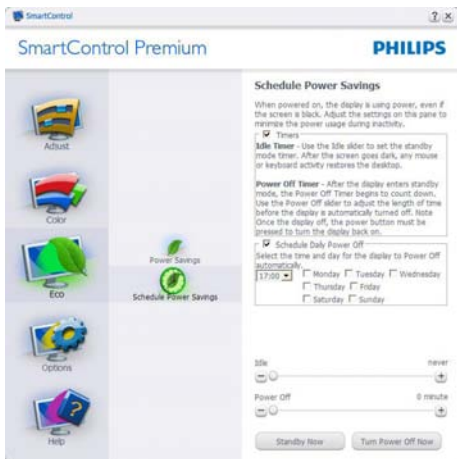 SmartControl
SmartControl Premium
PHILIPS
Adjust
Color
Eco
Options
Help
Power Savings
Schedule Power Savings
Schedule Power Savings
When powered on, the display is using power, even if
the screen is black. Adjust the settings on this pane to
minimize the power usage during inactivity.
Timers
Idle Timer - Use the Idle slider to set the standby
mode timer. After the screen goes dark, any mouse
or keyboard activity restores the desktop.
Power Off Timer - After the display enters standby
mode, the Power Off Timer begins to count down.
Use the Power Off slider to adjust the length of time
before the display is automatically turned off. Note
Once the display off, the power button must be
pressed to turn the display back on.
Schedule Daily Power Off
Select the time and day for the display to Power Off
automatically.
17:00 Monday Tuesday Wednesday
Thursday Friday
Saturday Sunday
Idle never
Power Off 0 minute
Standby Now Turn Power Off Now